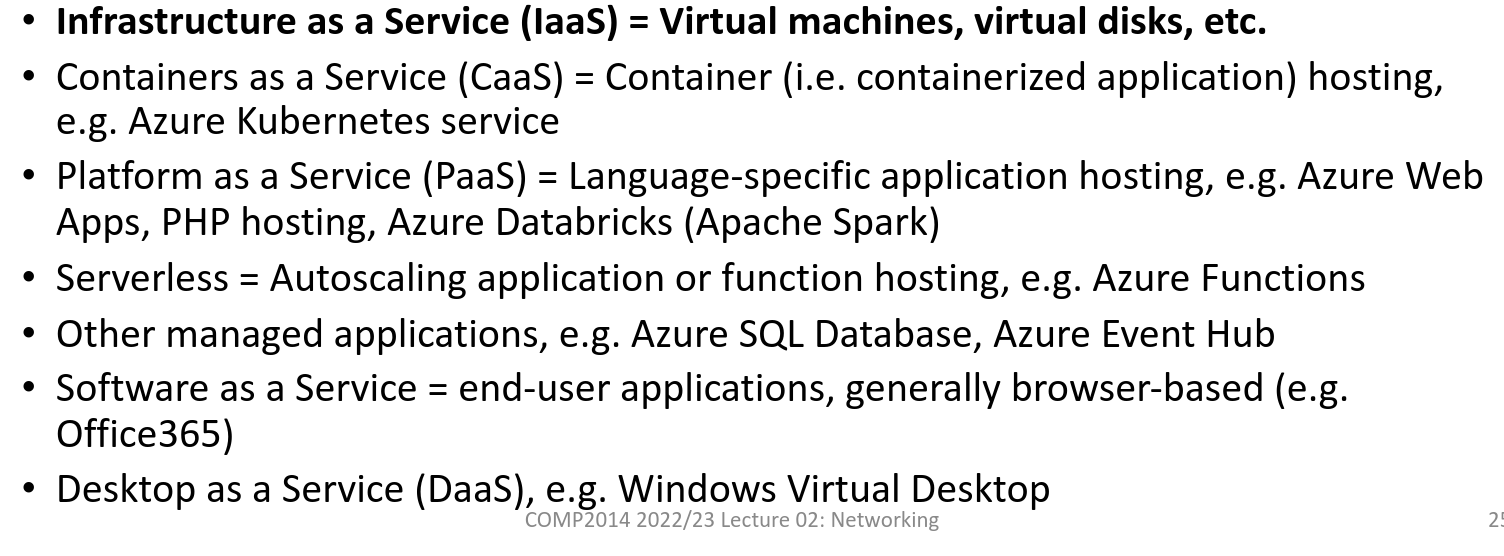 • Infrastructure as a Service (IaaS) = Virtual machines, virtual disks, etc.
• Containers as a Service (CaaS) = Container (i.e. containerized application) hosting,
e.g. Azure Kubernetes service
• Platform as a Service (PaaS) = Language-specific application hosting, e.g. Azure Web
Apps, PHP hosting, Azure Databricks (Apache Spark)
• Serverless = Autoscaling application or function hosting, e.g. Azure Functions
• Other managed applications, e.g. Azure SQL Database, Azure Event Hub
• Software as a Service = end-user applications, generally browser-based (e.g.
Office365)
• Desktop as a Service (DaaS), e.g. Windows Virtual Desktop
COMP2014 2022/23 Lecture 02: Networking
25